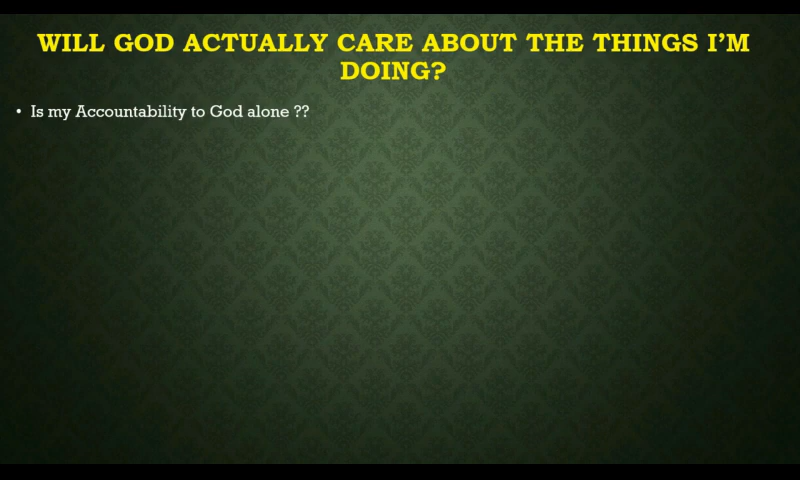 WILL GOD ACTUALLY CARE ABOUT THE THINGS I’M
DOING?
• Is my Accountability to God alone ??